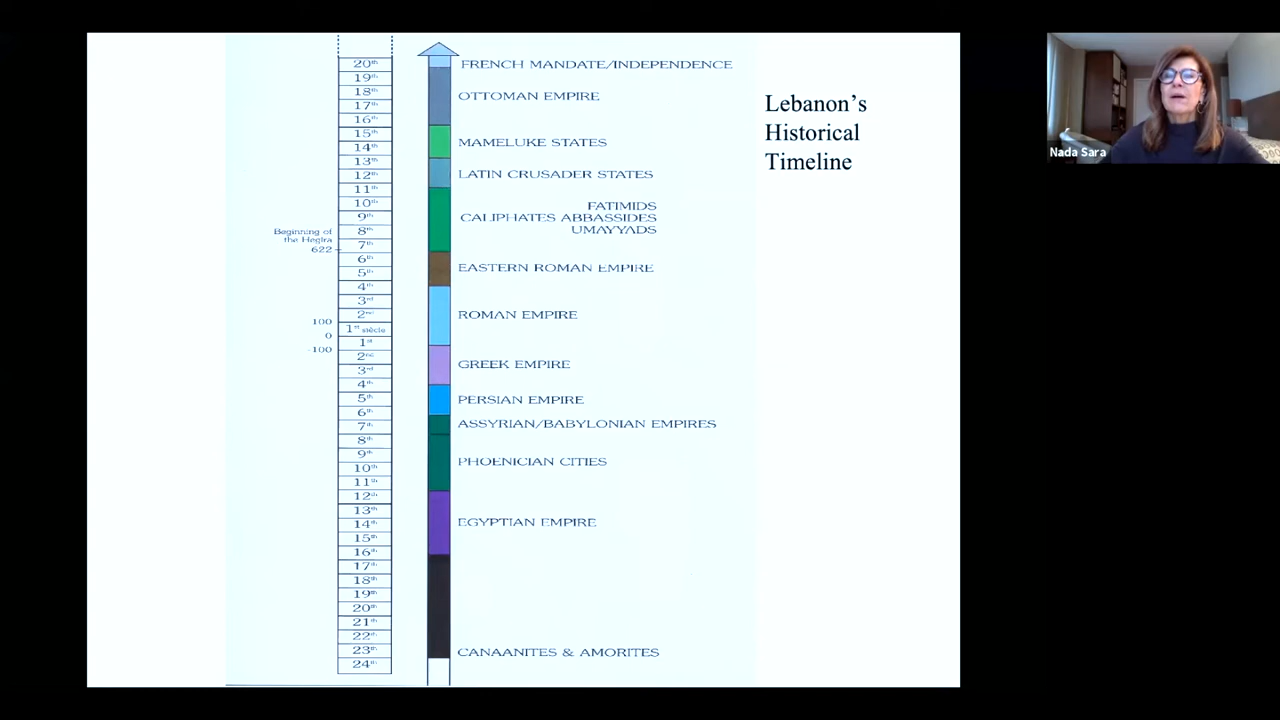 20th
19th
18th
17th
16th
15th
14th
13th
12th
11th
10th
9th
8th
7th
6th
5th
4th
3rd
2nd
1st siècle
1st
2nd
3rd
4th
5th
6th
7th
8th
9th
10th
11th
12th
13th
14th
15th
16th
17th
18th
19th
20th
21th
22th
23th
24th
Beginning of
the Hegira
622
100
0
-100
FRENCH MANDATE/INDEPENDENCE
OTTOMAN EMPIRE
MAMELUKE STATES
LATIN CRUSADER STATES
FATIMIDS
CALIPHATES ABBASSIDES
UMAYYADS
EASTERN ROMAN EMPIRE
ROMAN EMPIRE
GREEK EMPIRE
PERSIAN EMPIRE
ASSYRIAN/BABYLONIAN EMPIRES
PHOENICIAN CITIES
EGYPTIAN EMPIRE
CANAANITES & AMORITES
Lebanon's
Historical
Timeline
Nada Sara